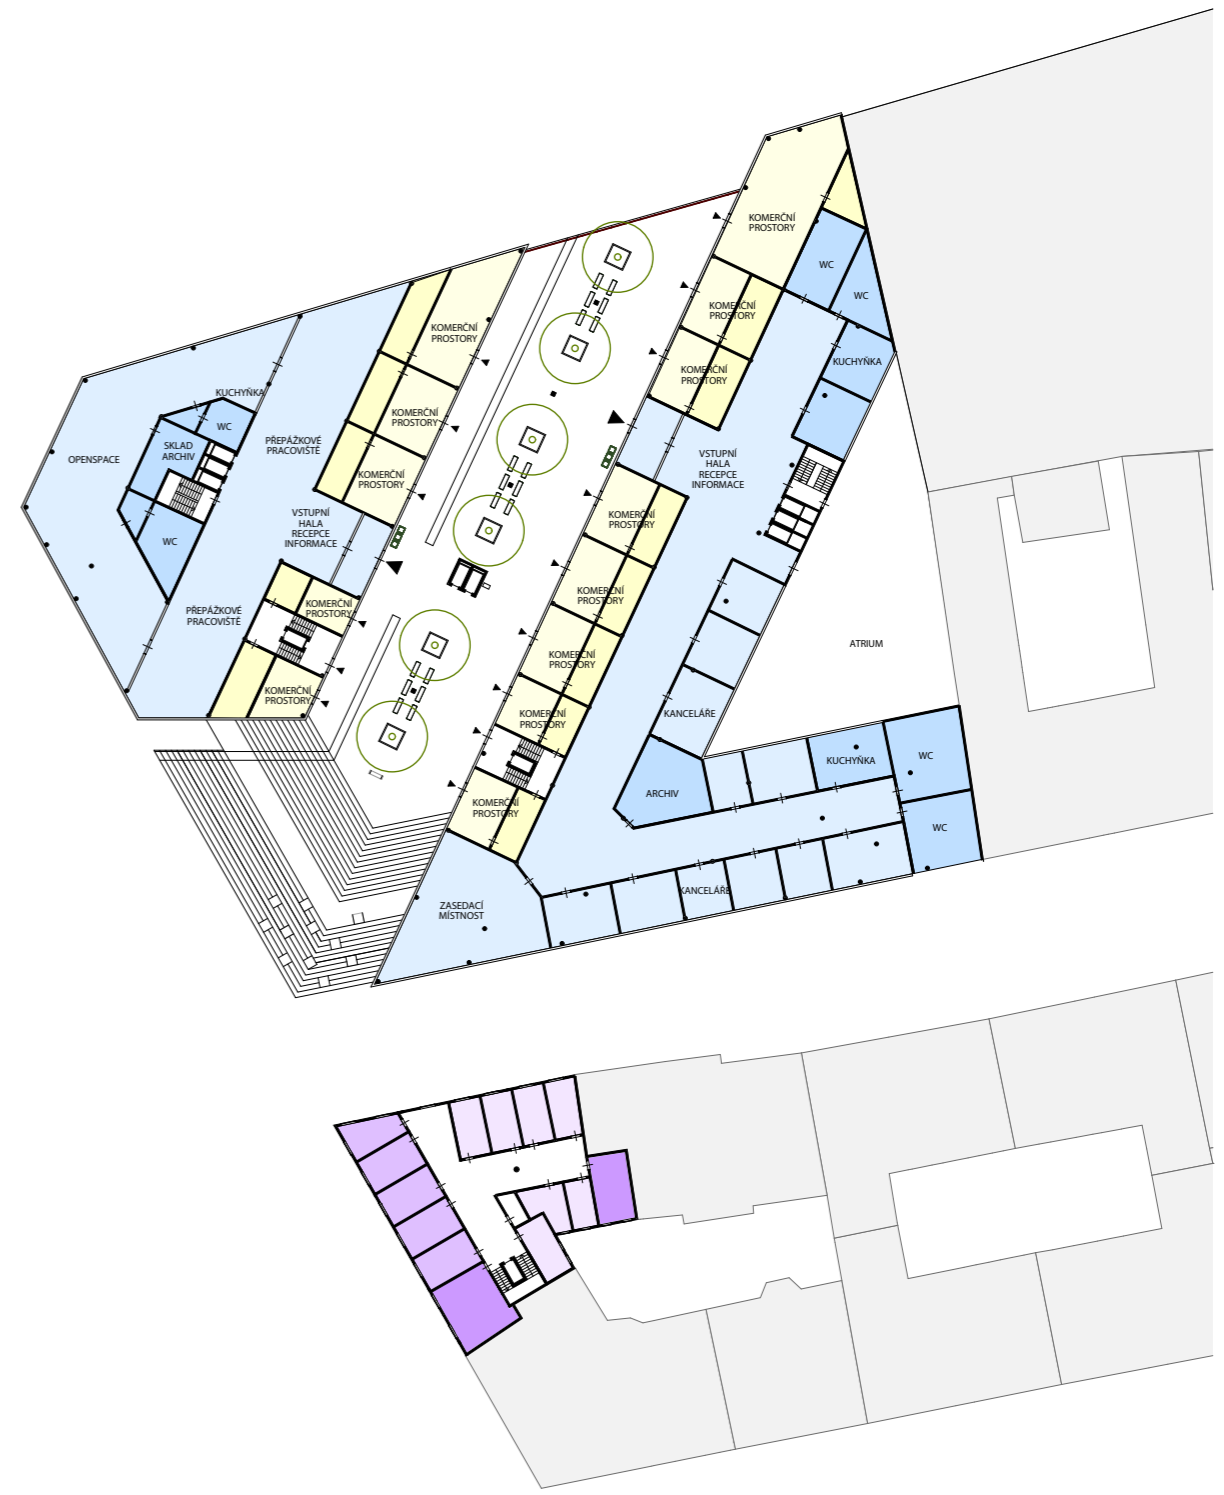 KOMERČNÍ
PROSTORY
WC
WC
KOMERČNÍ
PROSTORY
KOMERČNÍ
PROSTORY
KUCHYŇKA
KOMERČNÍ
PROSTORY
KUCHYŇKA
WC
KOMERČNÍ
PROSTORY
PŘEPÁŽKOVÉ
PRACOVIŠTĚ
SKLAD
ARCHIV
OPENSPACE
KOMERČNÍ
PROSTORY
VSTUPNÍ
HALA
RECEPCE
INFORMACE
VSTUPNÍ
HALA
RECEPCE
INFORMACE
WC
KOMERČNÍ
PROSTORY
KOMERČNÍ
PROSTORY
KOMERČNÍ
PROSTORY
PŘEPÁŽKOVÉ
PRACOVIŠTĚ
ATRIUM
KOMERČNÍ
PROSTORY
KOMERČNÍ
PROSTORY
KOMERČNÍ
PROSTORY
KANCELÁŘE
WC
KUCHYŇKA
ARCHIV
KOMERČNÍ
PROSTORY
WC
KANCELÁŘE
ZASEDACÍ
MÍSTNOST